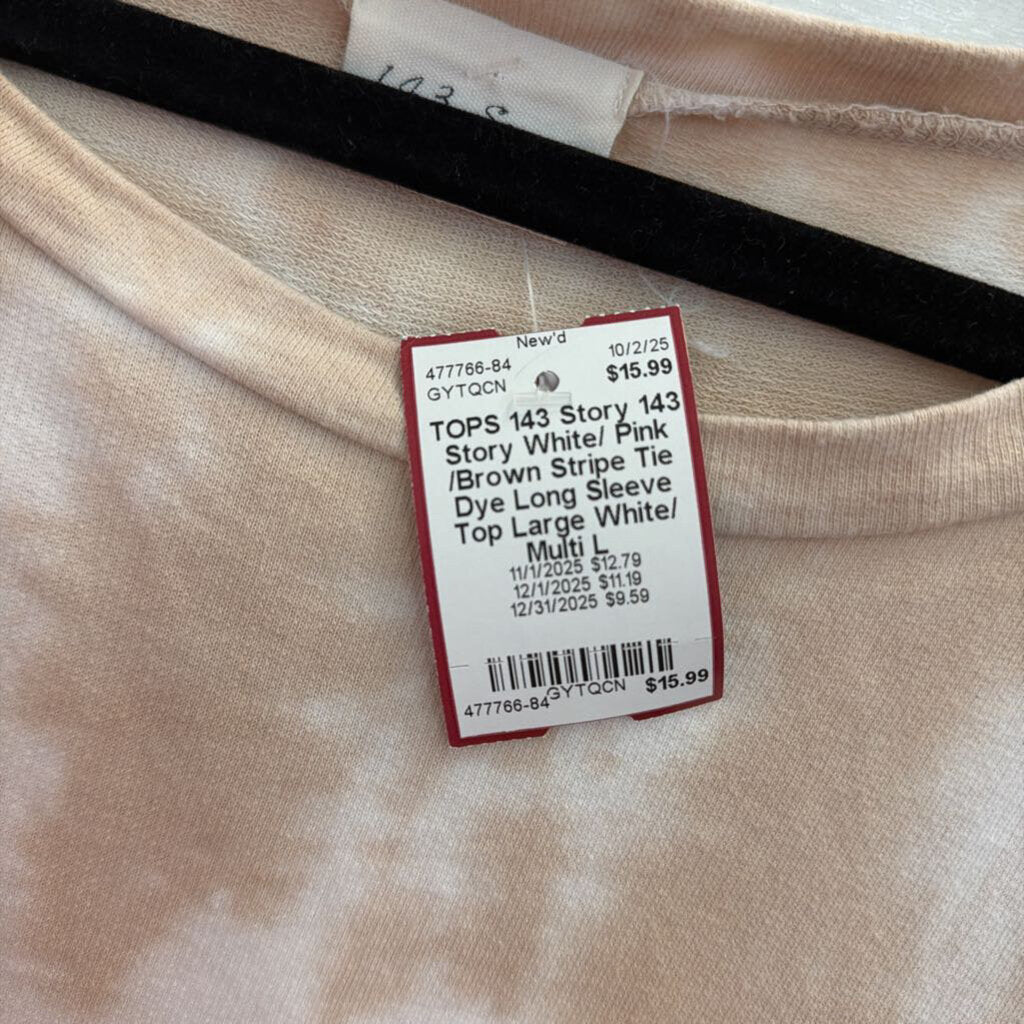 143 S
New'd
477766-84 10/2/25
GYTQCN $15.99
TOPS 143 Story 143
Story White/ Pink
/Brown Stripe Tie
Dye Long Sleeve
Top Large White/
Multi L
11/1/2025 $12.79
12/1/2025 $11.19
12/31/2025 $9.59
477766-84 GYTQCN $15.99